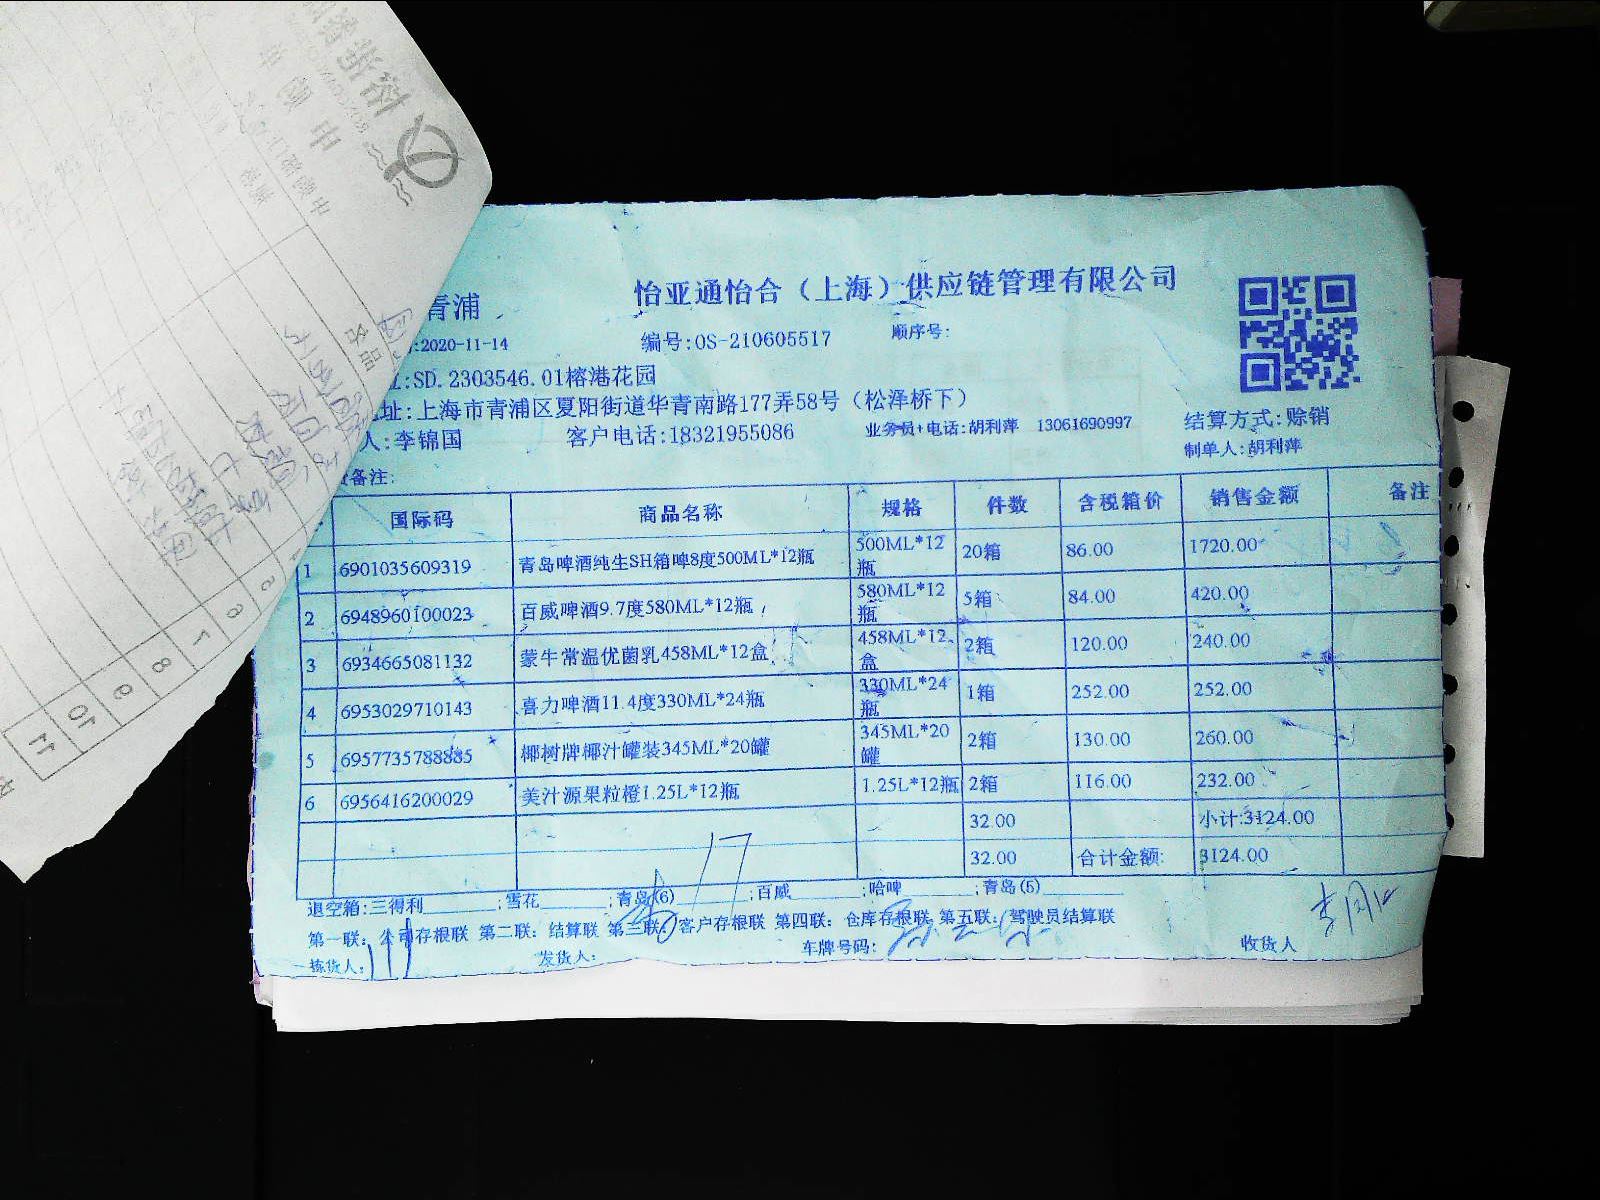 怡亚通怡合（上海）供应链管理有限公司
青浦
:2020-11-14 编号:OS-210605517 顺序号:
:SD.2303546.01榕港花园
址:上海市青浦区夏阳街道华青南路177弄58号（松泽桥下）
人:李锦国 客户电话:18321955086 业务员+电话:胡利萍 13061690997 结算方式:赊销
制单人:胡利萍
备注:
国际码 商品名称 规格 件数 含税箱价 销售金额 备注
1 6901035609319 青岛啤酒纯生SH箱啤8度500ML*12瓶 500ML*12瓶 20箱 86.00 1720.00
2 6948960100023 百威啤酒9.7度580ML*12瓶 580ML*12瓶 5箱 84.00 420.00
3 6934665081132 蒙牛常温优菌乳458ML*12盒 458ML*12盒 2箱 120.00 240.00
4 6953029710143 喜力啤酒11.4度330ML*24瓶 330ML*24瓶 1箱 252.00 252.00
5 6957735788885 椰树牌椰汁罐装345ML*20罐 345ML*20罐 2箱 130.00 260.00
6 6956416200029 美汁源果粒橙1.25L*12瓶 1.25L*12瓶 2箱 116.00 232.00
32.00 小计:3124.00
32.00 合计金额: 3124.00
17
退空箱:三得利 ;雪花 ;青岛(6) ;百威 ;哈啤 ;青岛(5)
第一联：公司存根联 第二联：结算联 第三联：客户存根联 第四联：仓库存根联 第五联：驾驶员结算联
拣货人: 发货人: 车牌号码: 收货人
品名
6
7
8
9
10
11